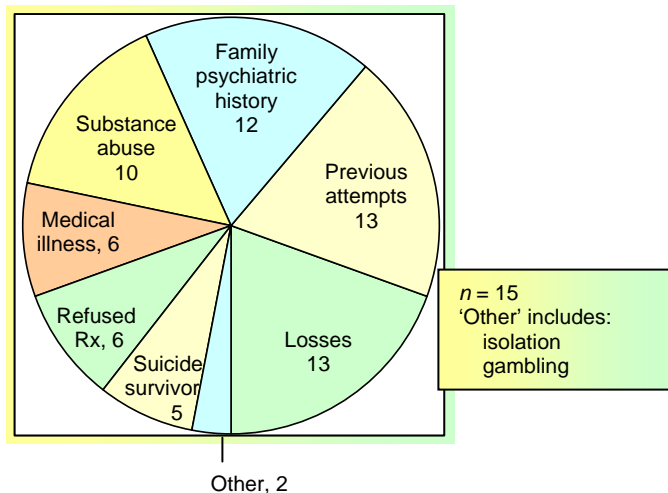 Family
psychiatric
history
12
Substance
abuse
10
Previous
attempts
13
Medical
illness, 6
Refused
Rx, 6
Suicide
survivor
5
Losses
13
n = 15
‘Other’ includes:
isolation
gambling
Other, 2